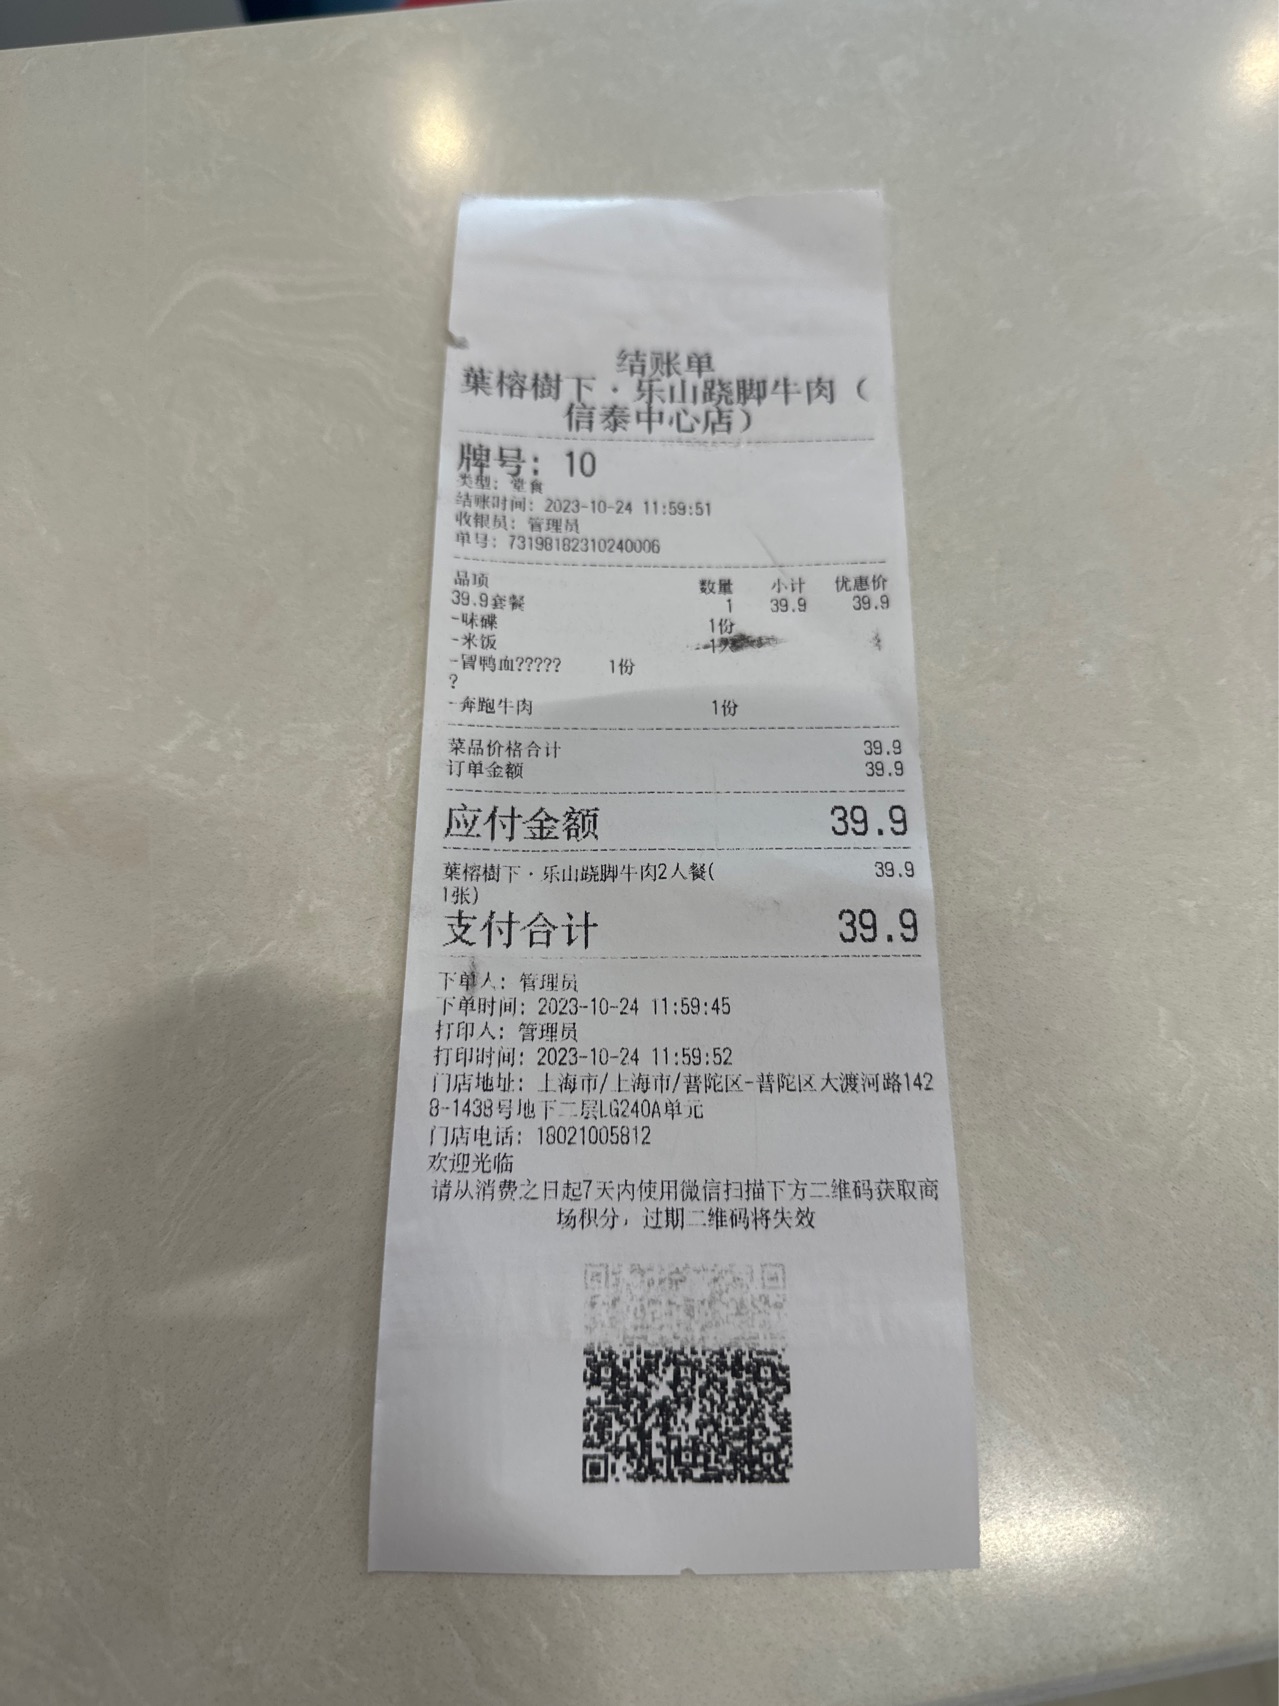 结账单
葉榕樹下·乐山跷脚牛肉（
信泰中心店）
牌号：10
类型：堂食
结账时间：2023-10-24 11:59:51
收银员：管理员
单号：73198182310240006
品项 数量 小计 优惠价
39.9套餐 1 39.9 39.9
-味碟 1份
-米饭
-冒鸭血????? 1份
?
-奔跑牛肉 1份
菜品价格合计 39.9
订单金额 39.9
应付金额 39.9
葉榕樹下·乐山跷脚牛肉2人餐( 39.9
1张)
支付合计 39.9
下单人：管理员
下单时间：2023-10-24 11:59:45
打印人：管理员
打印时间：2023-10-24 11:59:52
门店地址：上海市/上海市/普陀区-普陀区大渡河路142
8-1438号地下二层LG240A单元
门店电话：18021005812
欢迎光临
请从消费之日起7天内使用微信扫描下方二维码获取商
场积分，过期二维码将失效